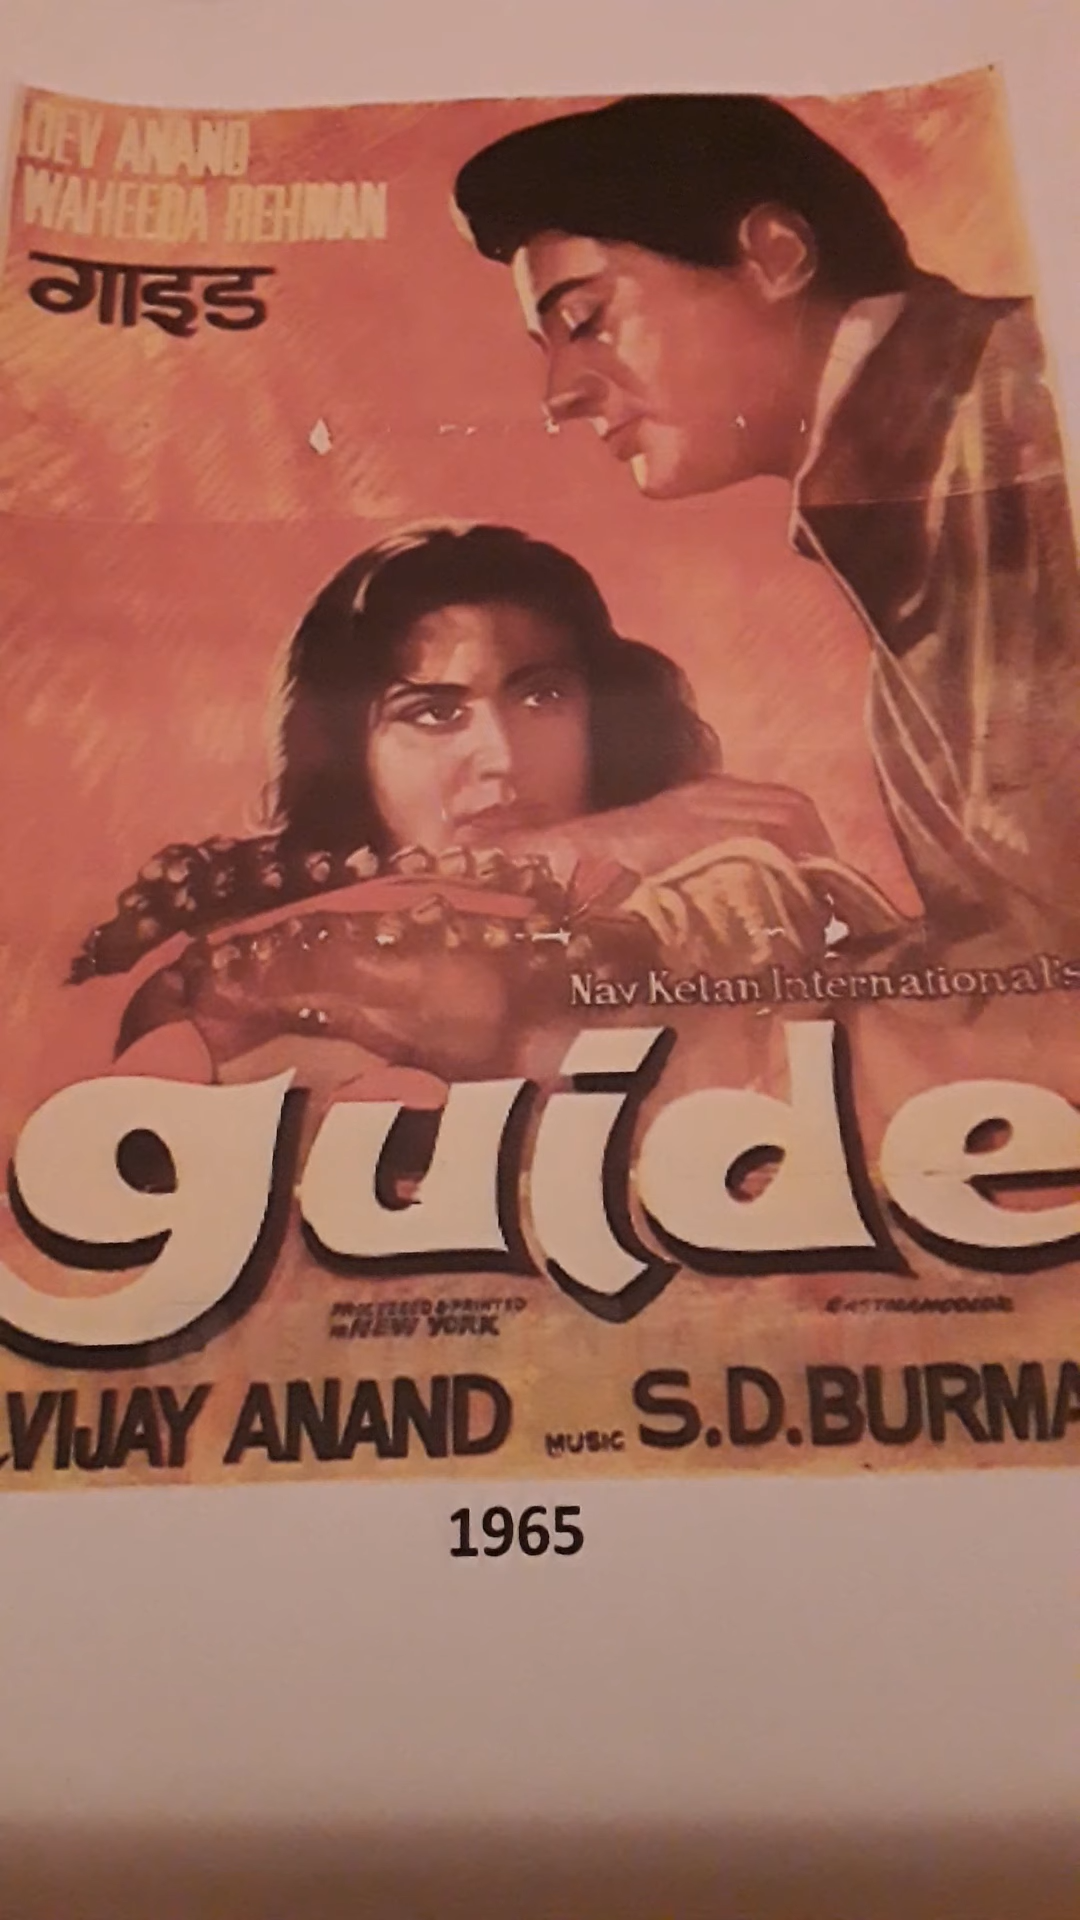 DEV ANAND
WAHEEDA REHMAN
गाइड
Nav Ketan International's
guide
PROCESSED & PRINTED
IN NEW YORK
EASTMANCOLOR
VIJAY ANAND MUSIC S.D.BURMA
1965